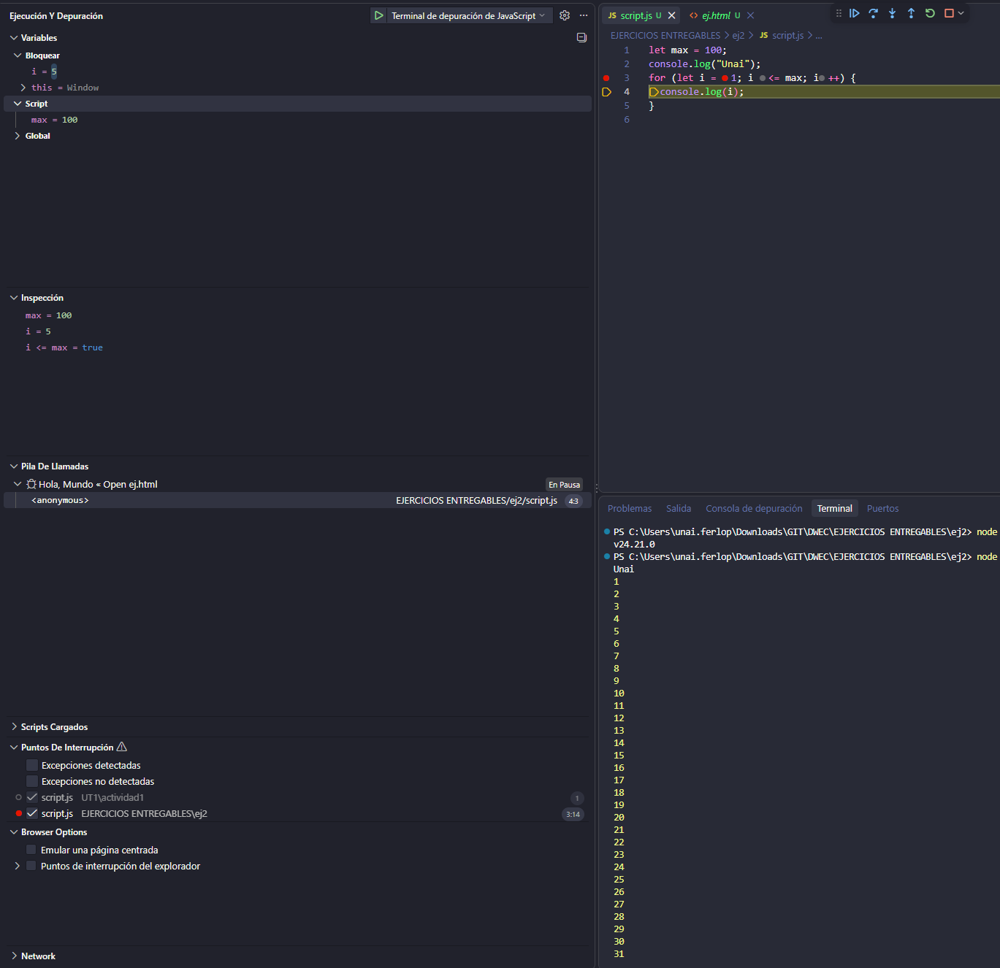 Ejecución Y Depuración
Terminal de depuración de JavaScript
Variables
Bloquear
i = 5
this = Window
Script
max = 100
Global
Inspección
max = 100
i = 5
i <= max = true
Pila De Llamadas
Hola, Mundo « Open ej.html En Pausa
<anonymous> EJERCICIOS ENTREGABLES/ej2/script.js 4:3
Scripts Cargados
Puntos De Interrupción
Excepciones detectadas
Excepciones no detectadas
script.js UT1\actividad1 1
script.js EJERCICIOS ENTREGABLES\ej2 3:14
Browser Options
Emular una página centrada
Puntos de interrupción del explorador
Network
JS script.js U ej.html U
EJERCICIOS ENTREGABLES > ej2 > JS script.js > ...
1 let max = 100;
2 console.log("Unai");
3 for (let i = 1; i <= max; i ++) {
4 console.log(i);
5 }
6
Problemas Salida Consola de depuración Terminal Puertos
PS C:\Users\unai.ferlop\Downloads\GIT\DWEC\EJERCICIOS ENTREGABLES\ej2> node
v24.21.0
PS C:\Users\unai.ferlop\Downloads\GIT\DWEC\EJERCICIOS ENTREGABLES\ej2> node
Unai
1
2
3
4
5
6
7
8
9
10
11
12
13
14
15
16
17
18
19
20
21
22
23
24
25
26
27
28
29
30
31